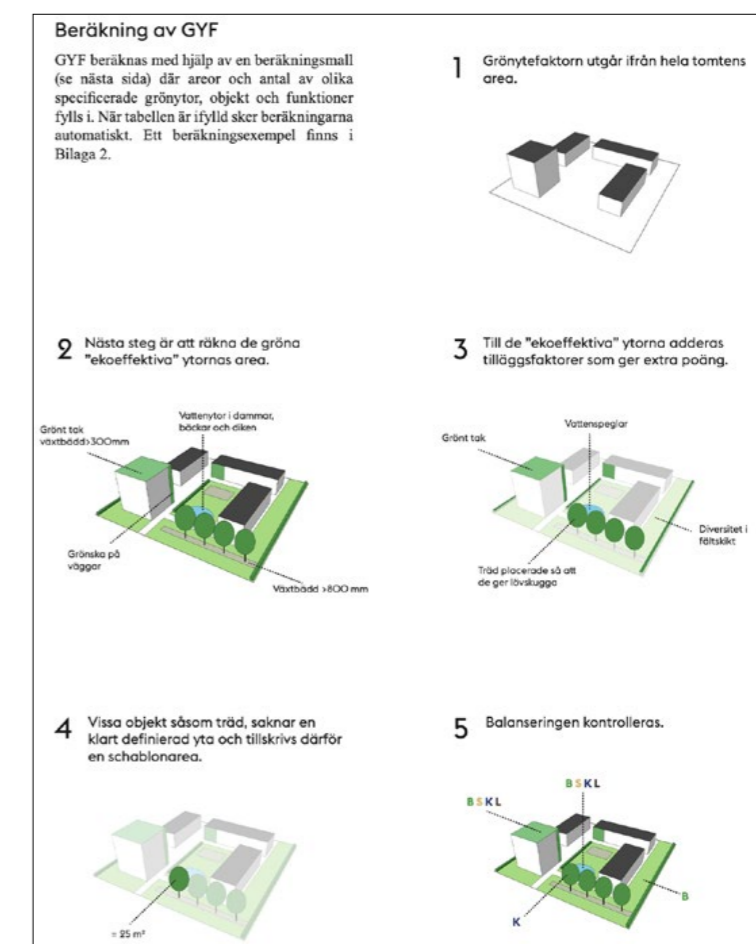 Beräkning av GYF
GYF beräknas med hjälp av en beräkningsmall
(se nästa sida) där areor och antal av olika
specificerade grönytor, objekt och funktioner
fylls i. När tabellen är ifylld sker beräkningarna
automatiskt. Ett beräkningsexempel finns i
Bilaga 2.
1 Grönytefaktorn utgår ifrån hela tomtens
area.
2 Nästa steg är att räkna de gröna
"ekoeffektiva" ytornas area.
Grönt tak
växtbädd>300mm
Vattenytor i dammar,
bäckar och diken
Grönska på
väggar
Växtbädd >800 mm
3 Till de "ekoeffektiva" ytorna adderas
tilläggsfaktorer som ger extra poäng.
Grönt tak
Vattenspeglar
Diversitet i
fältskikt
Träd placerade så att
de ger lövskugga
4 Vissa objekt såsom träd, saknar en
klart definierad yta och tillskrivs därför
en schablonarea.
= 25 m²
5 Balanseringen kontrolleras.
B S K L
B S K L
B
K